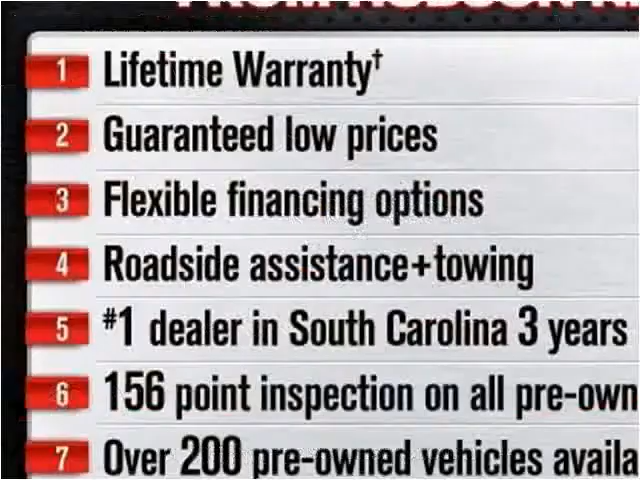 1 Lifetime Warranty†
2 Guaranteed low prices
3 Flexible financing options
4 Roadside assistance+towing
5 #1 dealer in South Carolina 3 years
6 156 point inspection on all pre-own
7 Over 200 pre-owned vehicles availa